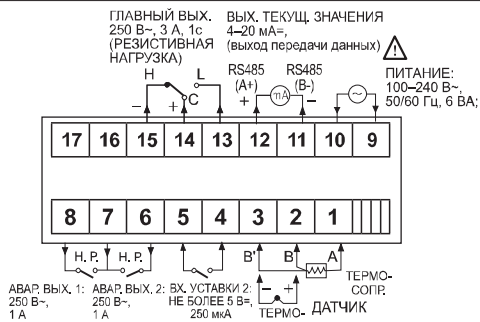 ГЛАВНЫЙ ВЫХ.
250 В~, 3 А, 1с
(РЕЗИСТИВНАЯ
НАГРУЗКА)
ВЫХ. ТЕКУЩ. ЗНАЧЕНИЯ
4–20 мА=,
(выход передачи данных)
ПИТАНИЕ:
100–240 В~,
50/60 Гц, 6 ВА;
H
L
C
– +
RS485
(A+)
RS485
(B-)
+ mA –
~
17 16 15 14 13 12 11 10 9
8 7 6 5 4 3 2 1
Н. Р. Н. Р.
B' B A
АВАР. ВЫХ. 1:
250 В~,
1 А
АВАР. ВЫХ. 2:
250 В~,
1 А
ВХ. УСТАВКИ 2:
НЕ БОЛЕЕ 5 В=,
250 мкА
– +
ТЕРМО-
ТЕРМО-
СОПР.
ДАТЧИК